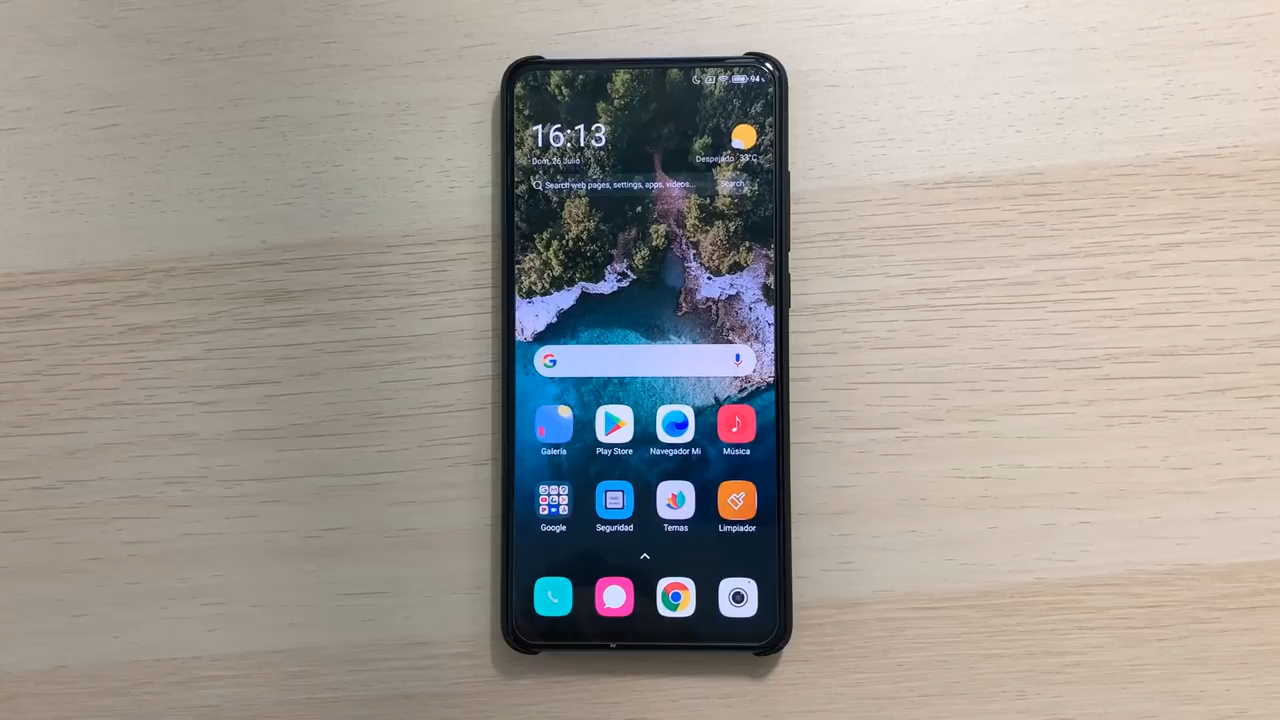 94
16:13
Dom, 26 Julio
Despejado 33°C
Search web pages, settings, apps, videos...
Search
Galería
Play Store
Navegador Mi
Música
Google
Seguridad
Temas
Limpiador